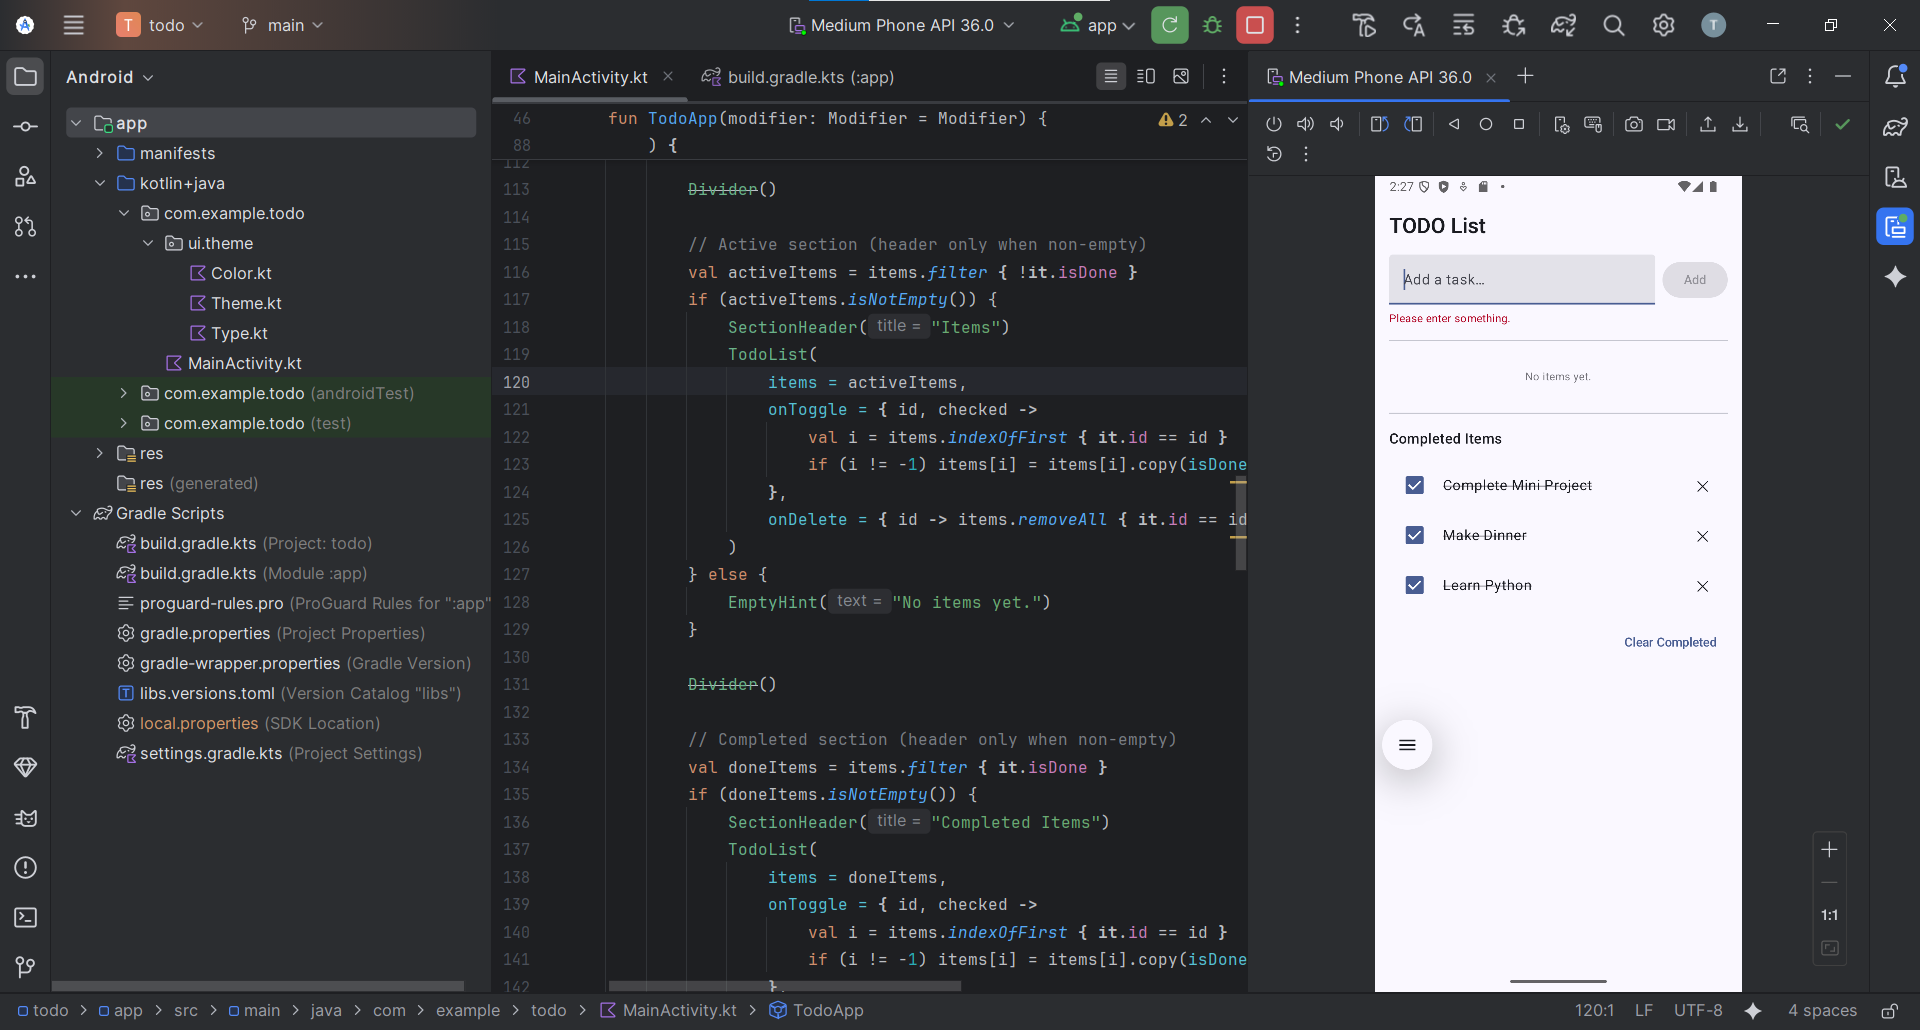 T todo main Medium Phone API 36.0 app T
Android
app
manifests
kotlin+java
com.example.todo
ui.theme
Color.kt
Theme.kt
Type.kt
MainActivity.kt
com.example.todo (androidTest)
com.example.todo (test)
res
res (generated)
Gradle Scripts
build.gradle.kts (Project: todo)
build.gradle.kts (Module :app)
proguard-rules.pro (ProGuard Rules for ":app"
gradle.properties (Project Properties)
gradle-wrapper.properties (Gradle Version)
libs.versions.toml (Version Catalog "libs")
local.properties (SDK Location)
settings.gradle.kts (Project Settings)
MainActivity.kt build.gradle.kts (:app)
46 fun TodoApp(modifier: Modifier = Modifier) { 2
88 ) {
112
113 Divider()
114
115 // Active section (header only when non-empty)
116 val activeItems = items.filter { !it.isDone }
117 if (activeItems.isNotEmpty()) {
118 SectionHeader( title = "Items")
119 TodoList(
120 items = activeItems,
121 onToggle = { id, checked ->
122 val i = items.indexOfFirst { it.id == id }
123 if (i != -1) items[i] = items[i].copy(isDone
124 },
125 onDelete = { id -> items.removeAll { it.id == id
126 )
127 } else {
128 EmptyHint( text = "No items yet.")
129 }
130
131 Divider()
132
133 // Completed section (header only when non-empty)
134 val doneItems = items.filter { it.isDone }
135 if (doneItems.isNotEmpty()) {
136 SectionHeader( title = "Completed Items")
137 TodoList(
138 items = doneItems,
139 onToggle = { id, checked ->
140 val i = items.indexOfFirst { it.id == id }
141 if (i != -1) items[i] = items[i].copy(isDone
142 },
Medium Phone API 36.0
2:27
TODO List
Add a task... Add
Please enter something.
No items yet.
Completed Items
Complete Mini Project
Make Dinner
Learn Python
Clear Completed
1:1
todo > app > src > main > java > com > example > todo > MainActivity.kt > TodoApp 120:1 LF UTF-8 4 spaces